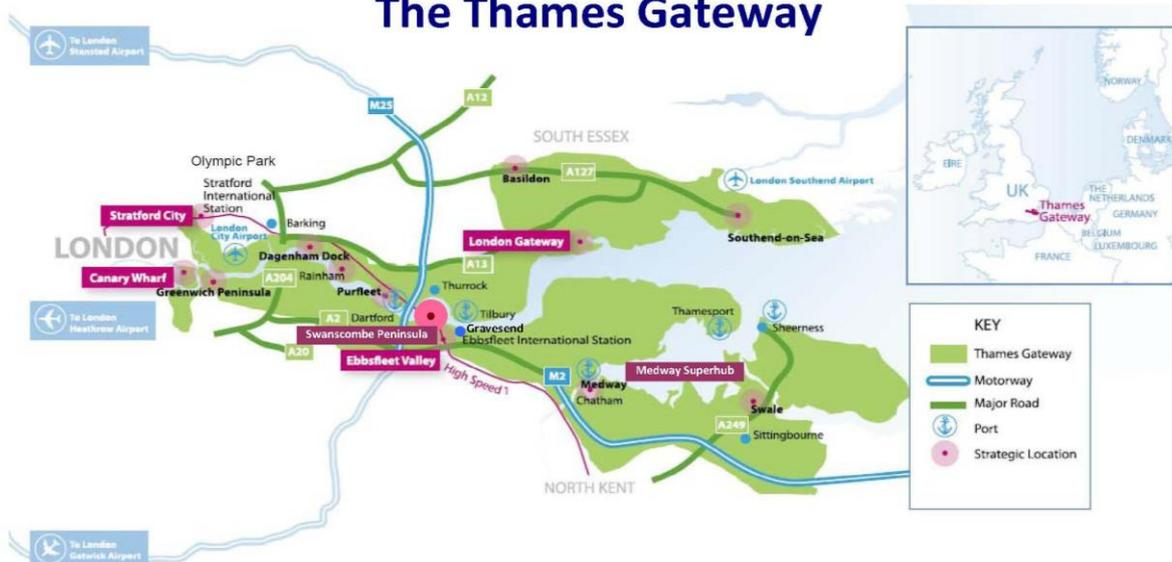 The Thames Gateway
To London
Stansted Airport
M25
A12
SOUTH ESSEX
Olympic Park
Stratford
International
Station
Stratford City
Barking
London
City Airport
LONDON
Dagenham Dock
Canary Wharf
Greenwich Peninsula
A204
Rainham
Purfleet
Basildon
A127
London Southend Airport
London Gateway
Southend-on-Sea
A13
Thurrock
To London
Heathrow Airport
A2
Dartford
Tilbury
Swanscombe Peninsula
Gravesend
Ebbsfleet International Station
A20
Ebbsfleet Valley
High Speed 1
Thamesport
Sheerness
M2
Medway
Chatham
Medway Superhub
Swale
A249
Sittingbourne
NORTH KENT
To London
Gatwick Airport
NORWAY
DENMARK
EIRE
UK
THE
NETHERLANDS
Thames
Gateway
GERMANY
BELGIUM
LUXEMBOURG
FRANCE
KEY
Thames Gateway
Motorway
Major Road
Port
Strategic Location